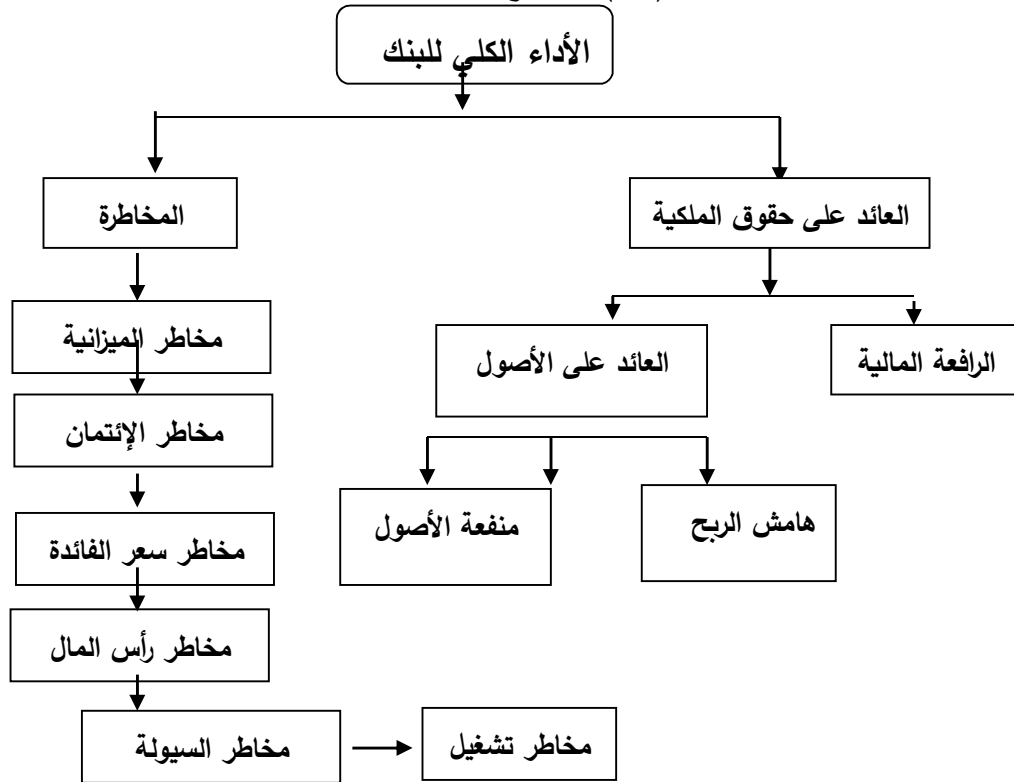 الأداء الكلي للبنك
العائد على حقوق الملكية
المخاطرة
الرافعة المالية
العائد على الأصول
مخاطر الميزانية
هامش الربح
منفعة الأصول
مخاطر الإئتمان
مخاطر سعر الفائدة
مخاطر رأس المال
مخاطر السيولة
مخاطر تشغيل